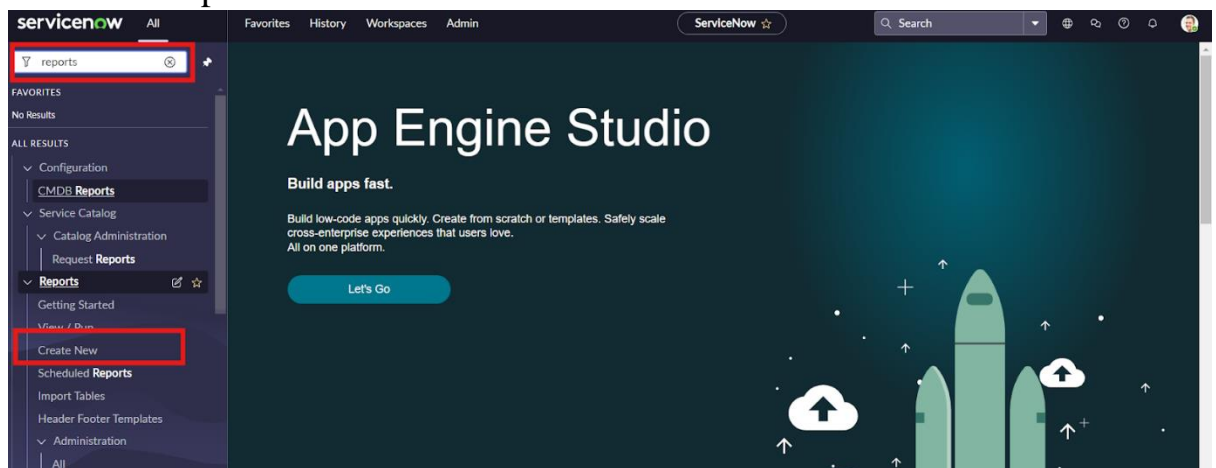 servicenow All Favorites History Workspaces Admin ServiceNow Search
reports
FAVORITES
No Results
ALL RESULTS
Configuration
CMDB Reports
Service Catalog
Catalog Administration
Request Reports
Reports
Getting Started
View / Run
Create New
Scheduled Reports
Import Tables
Header Footer Templates
Administration
All
App Engine Studio
Build apps fast.
Build low-code apps quickly. Create from scratch or templates. Safely scale
cross-enterprise experiences that users love.
All on one platform.
Let's Go